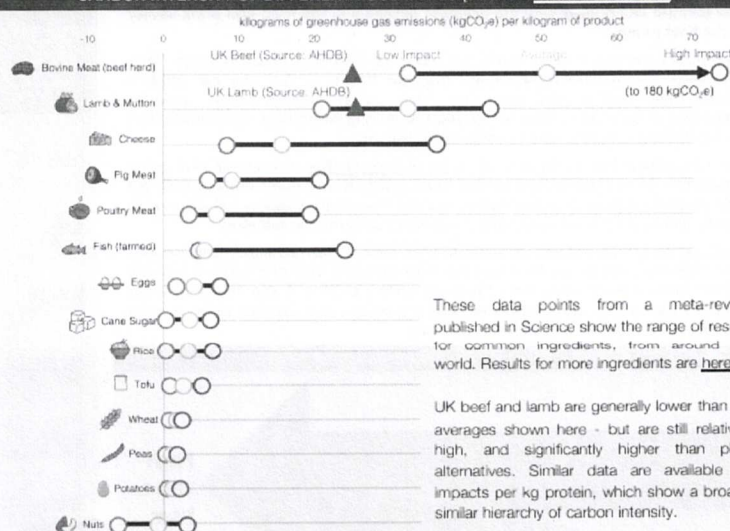 kilograms of greenhouse gas emissions (kgCO₂e) per kilogram of product
-10 0 10 20 30 40 50 60 70
UK Beef (Source: AHDB) Low Impact Average High Impact
Bovine Meat (beef herd)
(to 180 kgCO₂e)
UK Lamb (Source: AHDB)
Lamb & Mutton
Cheese
Pig Meat
Poultry Meat
Fish (farmed)
Eggs
Cane Sugar
Rice
Tofu
Wheat
Peas
Potatoes
Nuts
These data points from a meta-rev
published in Science show the range of res
for common ingredients, from around
world. Results for more ingredients are here
UK beef and lamb are generally lower than
averages shown here - but are still relativ
high, and significantly higher than p
alternatives. Similar data are available
impacts per kg protein, which show a broa
similar hierarchy of carbon intensity.